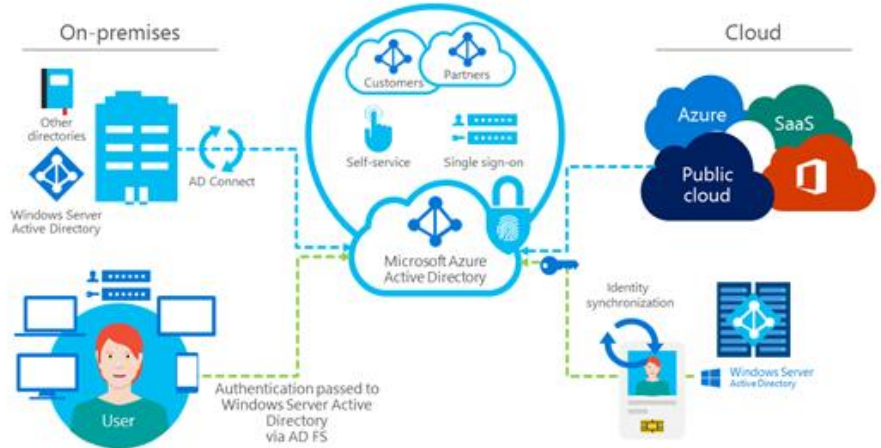 On-premises
Other
directories
Windows Server
Active Directory
AD Connect
Customers
Partners
Self-service
Single sign-on
Microsoft Azure
Active Directory
Cloud
Azure
SaaS
Public
cloud
User
Authentication passed to
Windows Server Active
Directory
via AD FS
Identity
synchronization
Windows Server
Active Directory